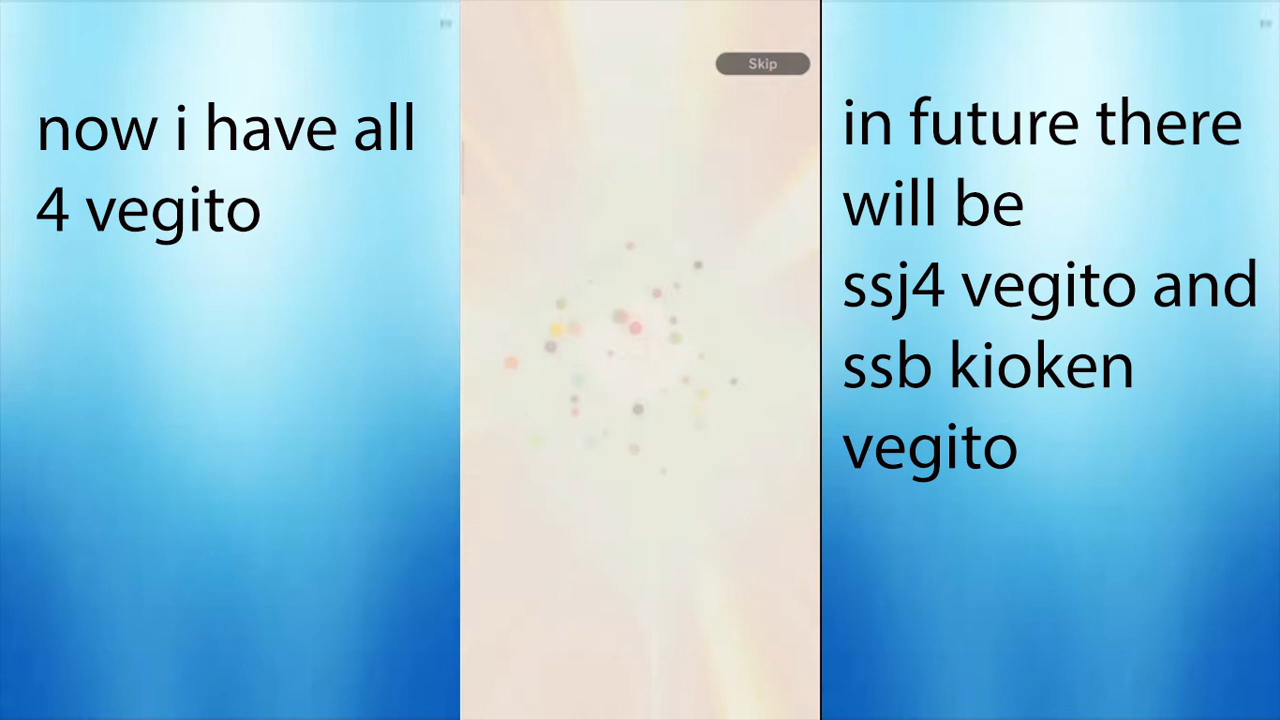 now i have all
4 vegito
Skip
in future there
will be
ssj4 vegito and
ssb kioken
vegito